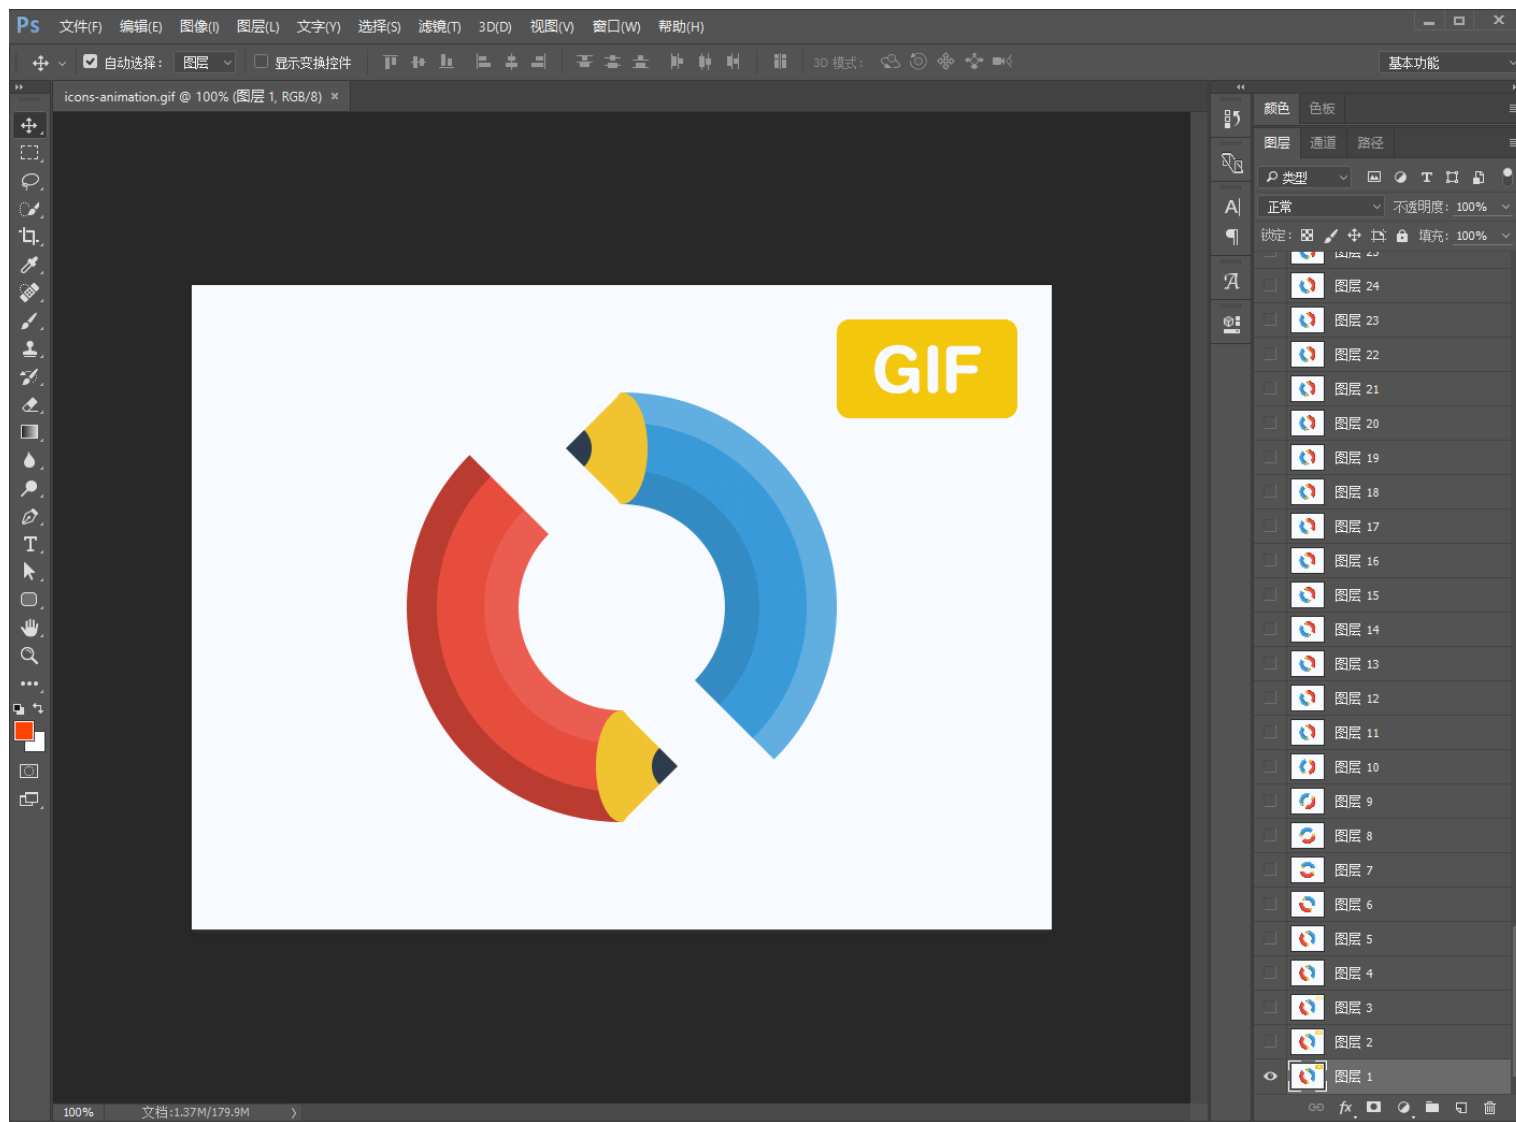 Ps 文件(F) 编辑(E) 图像(I) 图层(L) 文字(Y) 选择(S) 滤镜(T) 3D(D) 视图(V) 窗口(W) 帮助(H)
自动选择： 图层 显示变换控件 3D 模式： 基本功能
icons-animation.gif @ 100% (图层 1, RGB/8) ×
颜色 色板
图层 通道 路径
类型
正常 不透明度: 100%
锁定: 填充: 100%
图层 24
图层 23
图层 22
图层 21
图层 20
图层 19
图层 18
图层 17
图层 16
图层 15
图层 14
图层 13
图层 12
图层 11
图层 10
图层 9
图层 8
图层 7
图层 6
图层 5
图层 4
图层 3
图层 2
图层 1
fx
GIF
100% 文档:1.37M/179.9M